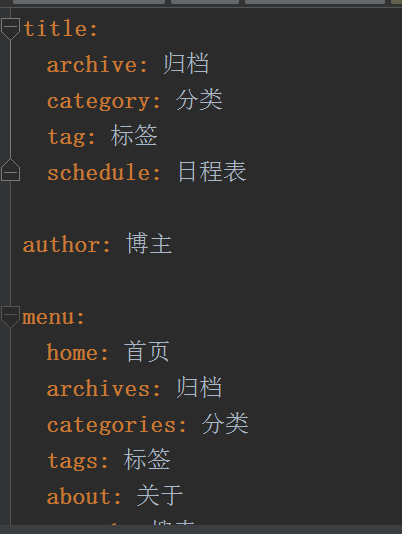 title:
archive: 归档
category: 分类
tag: 标签
schedule: 日程表
author: 博主
menu:
home: 首页
archives: 归档
categories: 分类
tags: 标签
about: 关于